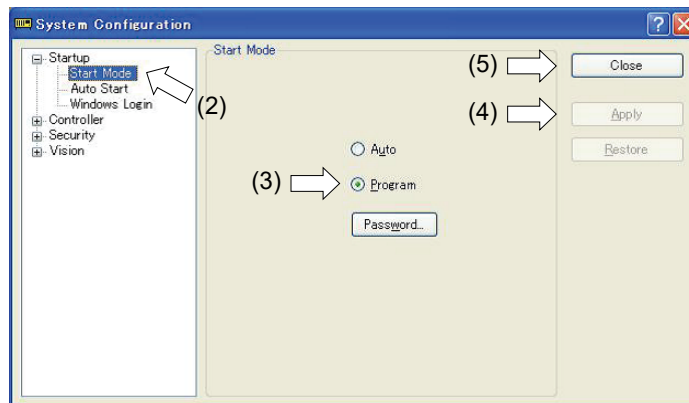 System Configuration
Startup
Start Mode
Auto Start
Windows Login
Controller
Security
Vision
(2)
Start Mode
Auto
(3)
Program
Password...
(5)
Close
(4)
Apply
Restore